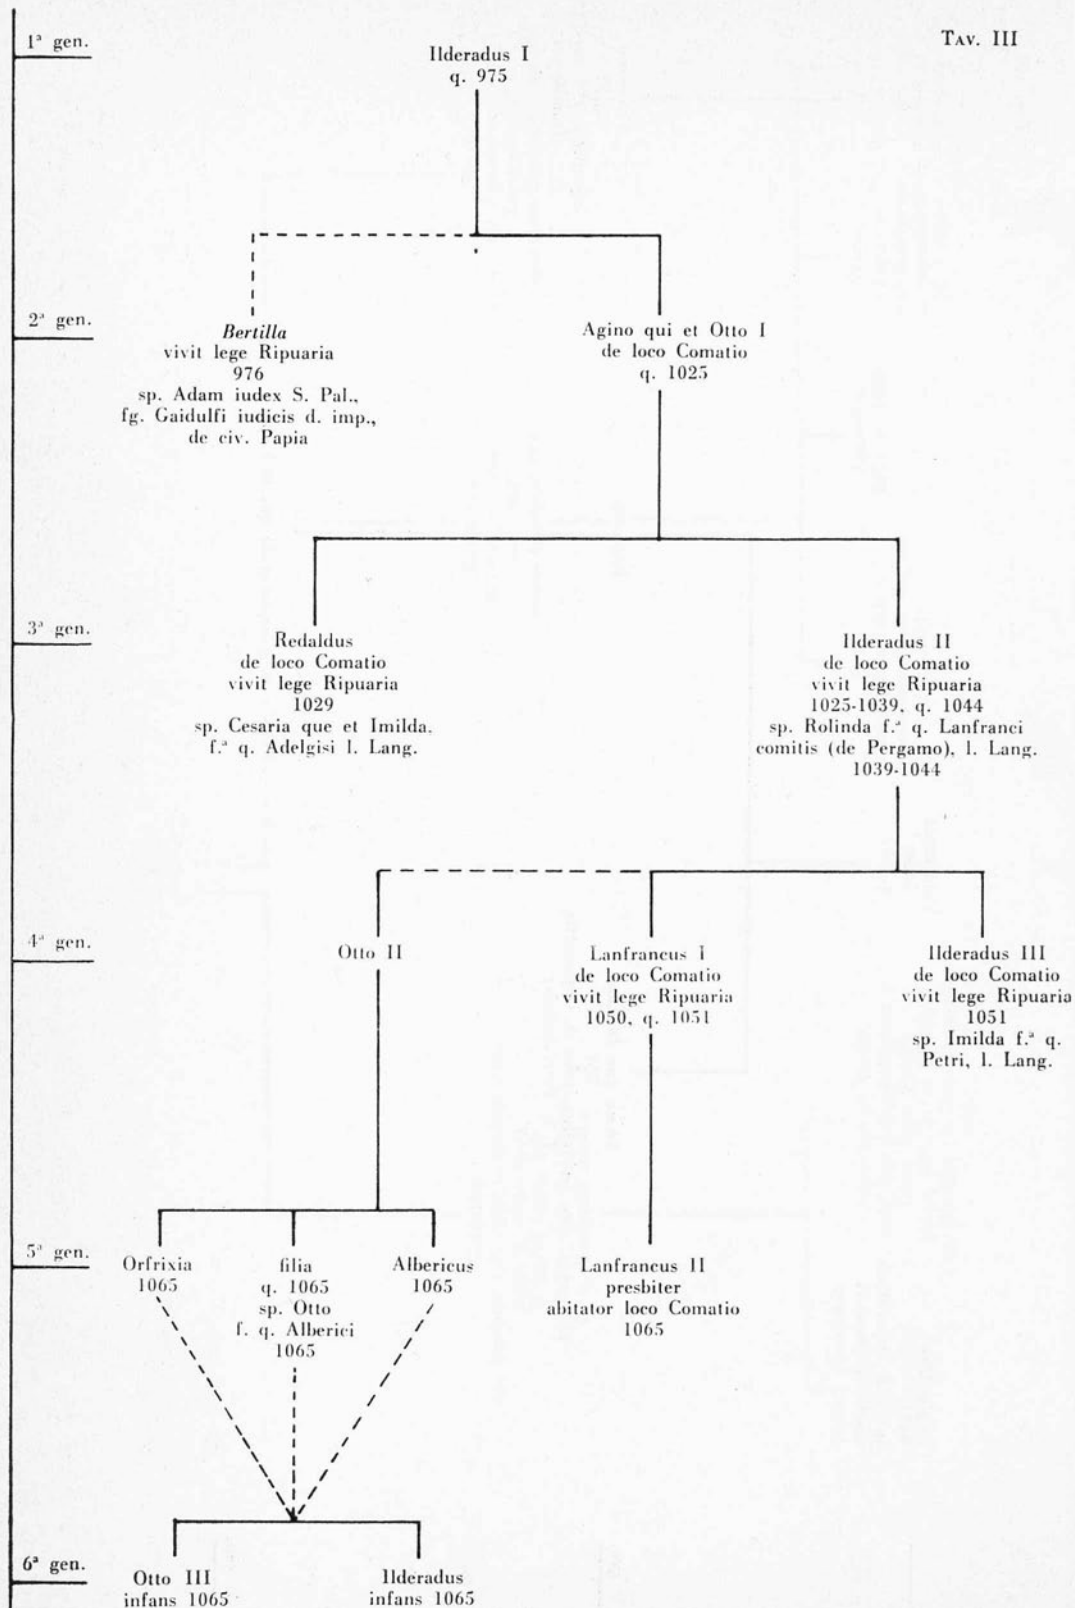 TAV. III
1ª gen.
Ilderadus I
q. 975
2ª gen.
Bertilla
vivit lege Ripuaria
976
sp. Adam iudex S. Pal.,
fg. Gaidulfi iudicis d. imp.,
de civ. Papia
Agino qui et Otto I
de loco Comatio
q. 1025
3ª gen.
Redaldus
de loco Comatio
vivit lege Ripuaria
1029
sp. Cesaria que et Imilda,
f.ª q. Adelgisi l. Lang.
Ilderadus II
de loco Comatio
vivit lege Ripuaria
1025-1039, q. 1044
sp. Rolinda f.ª q. Lanfranci
comitis (de Pergamo), l. Lang.
1039-1044
4ª gen.
Otto II
Lanfrancus I
de loco Comatio
vivit lege Ripuaria
1050, q. 1051
Ilderadus III
de loco Comatio
vivit lege Ripuaria
1051
sp. Imilda f.ª q.
Petri, l. Lang.
5ª gen.
Orfrixia
1065
filia
q. 1065
sp. Otto
f. q. Alberici
1065
Albericus
1065
Lanfrancus II
presbiter
abitator loco Comatio
1065
6ª gen.
Otto III
infans 1065
Ilderadus
infans 1065